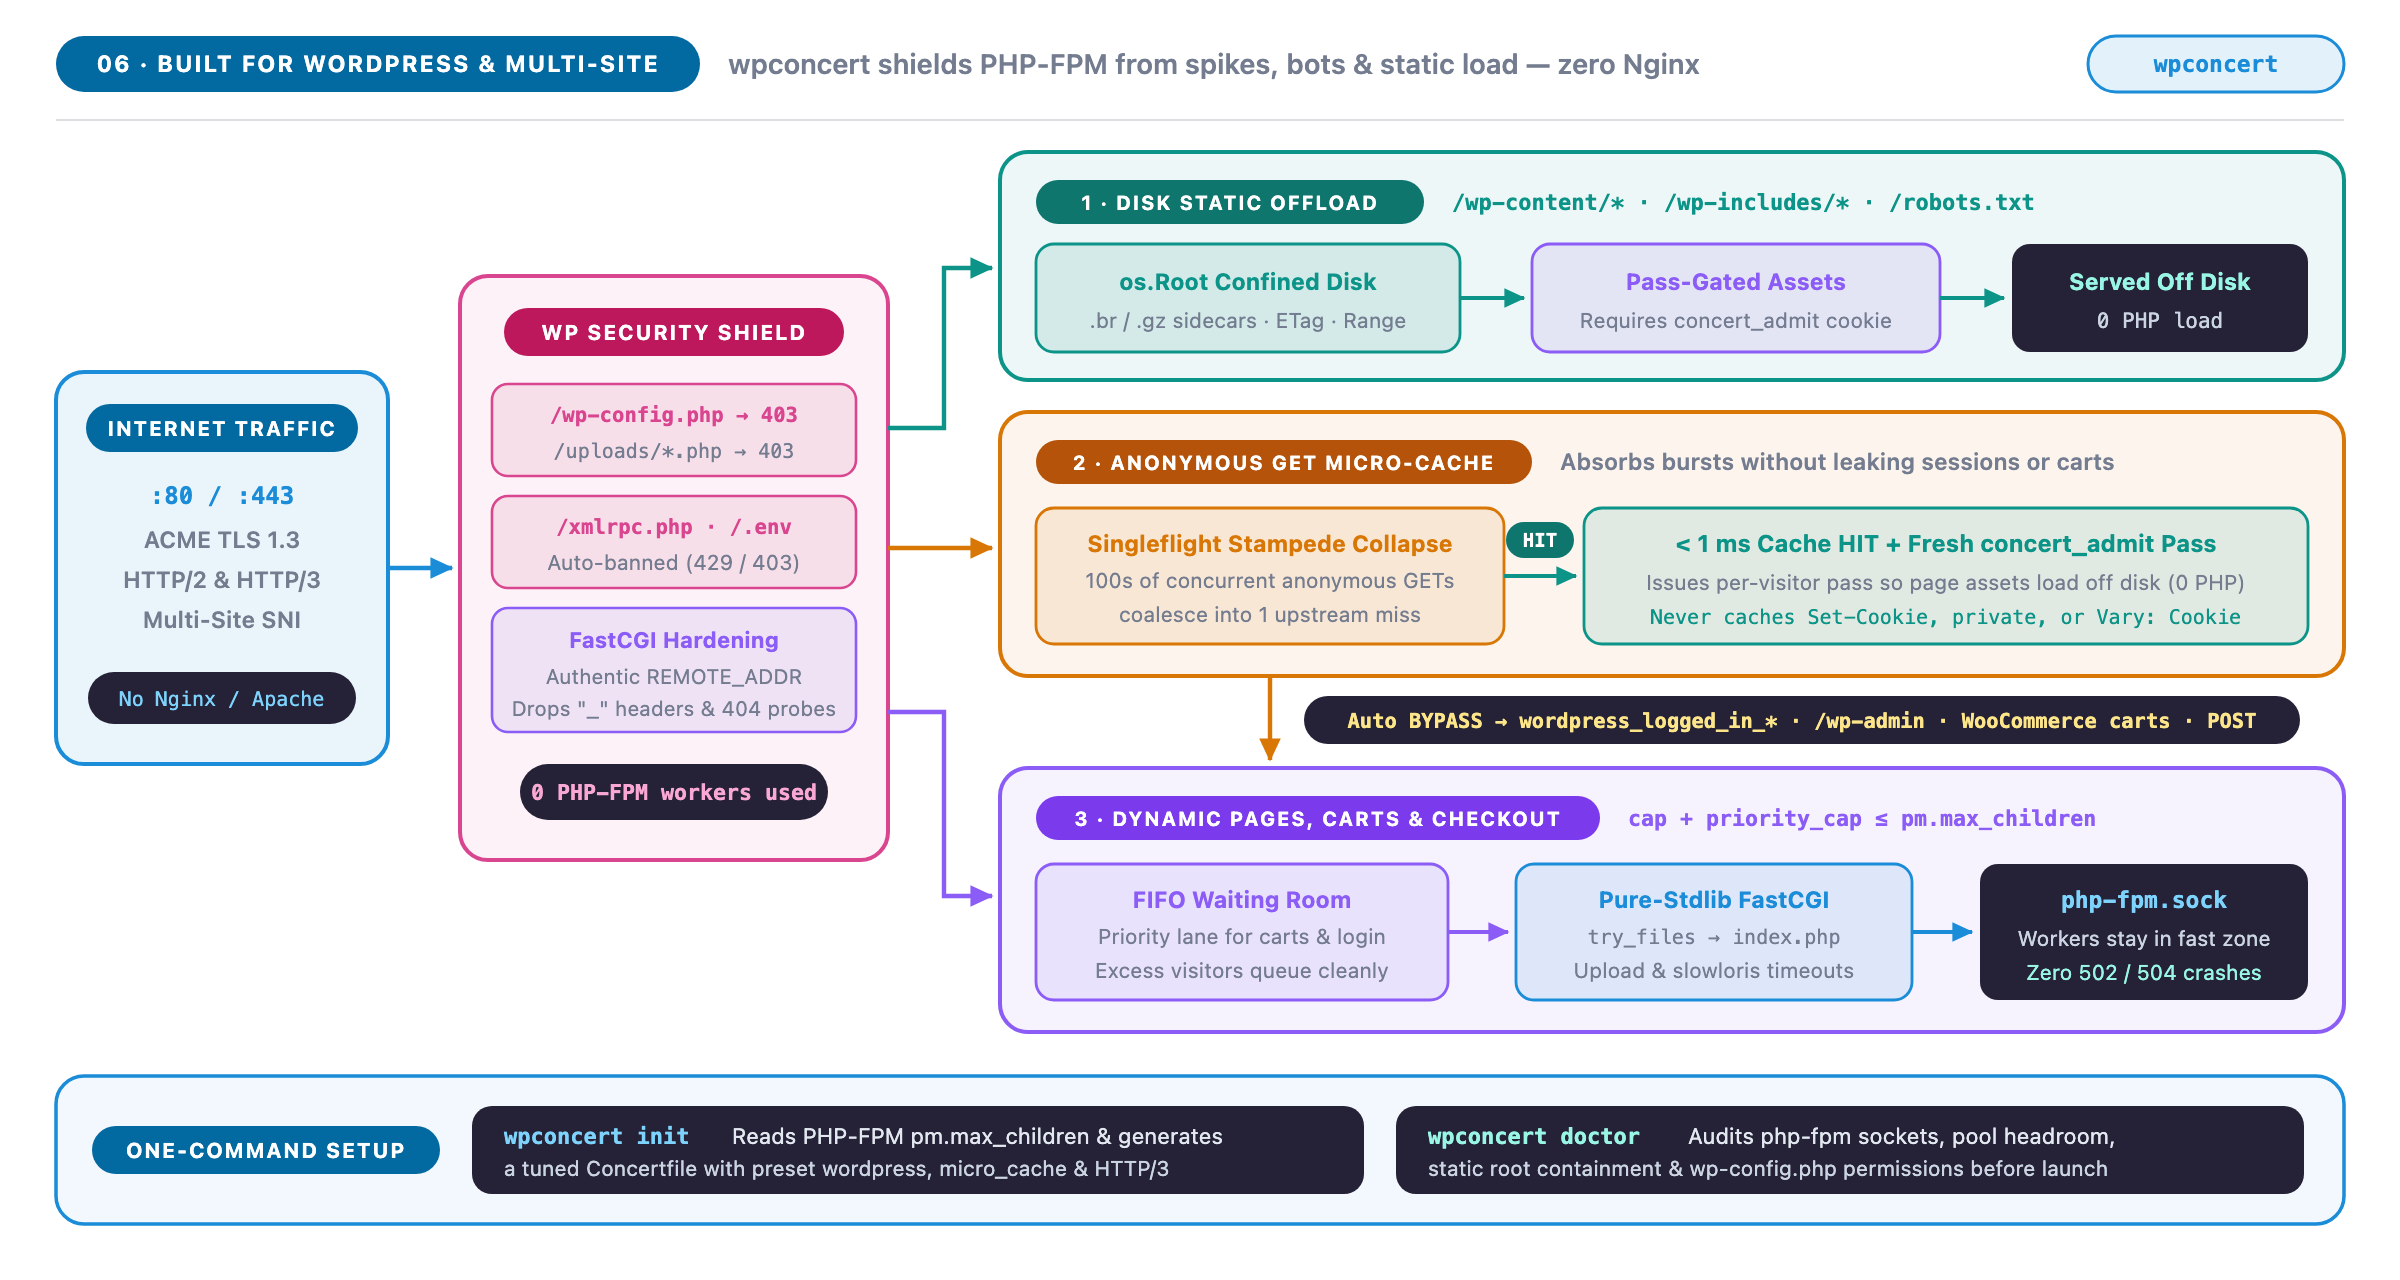 06 · BUILT FOR WORDPRESS & MULTI-SITE
wpconcert shields PHP-FPM from spikes, bots & static load — zero Nginx
wpconcert
INTERNET TRAFFIC
:80 / :443
ACME TLS 1.3
HTTP/2 & HTTP/3
Multi-Site SNI
No Nginx / Apache
WP SECURITY SHIELD
/wp-config.php → 403
/uploads/*.php → 403
/xmlrpc.php · /.env
Auto-banned (429 / 403)
FastCGI Hardening
Authentic REMOTE_ADDR
Drops "_" headers & 404 probes
0 PHP-FPM workers used
1 · DISK STATIC OFFLOAD
/wp-content/* · /wp-includes/* · /robots.txt
os.Root Confined Disk
.br / .gz sidecars · ETag · Range
Pass-Gated Assets
Requires concert_admit cookie
Served Off Disk
0 PHP load
2 · ANONYMOUS GET MICRO-CACHE
Absorbs bursts without leaking sessions or carts
Singleflight Stampede Collapse
100s of concurrent anonymous GETs
coalesce into 1 upstream miss
HIT
< 1 ms Cache HIT + Fresh concert_admit Pass
Issues per-visitor pass so page assets load off disk (0 PHP)
Never caches Set-Cookie, private, or Vary: Cookie
Auto BYPASS → wordpress_logged_in_* · /wp-admin · WooCommerce carts · POST
3 · DYNAMIC PAGES, CARTS & CHECKOUT
cap + priority_cap ≤ pm.max_children
FIFO Waiting Room
Priority lane for carts & login
Excess visitors queue cleanly
Pure-Stdlib FastCGI
try_files → index.php
Upload & slowloris timeouts
php-fpm.sock
Workers stay in fast zone
Zero 502 / 504 crashes
ONE-COMMAND SETUP
wpconcert init Reads PHP-FPM pm.max_children & generates
a tuned Concertfile with preset wordpress, micro_cache & HTTP/3
wpconcert doctor Audits php-fpm sockets, pool headroom,
static root containment & wp-config.php permissions before launch